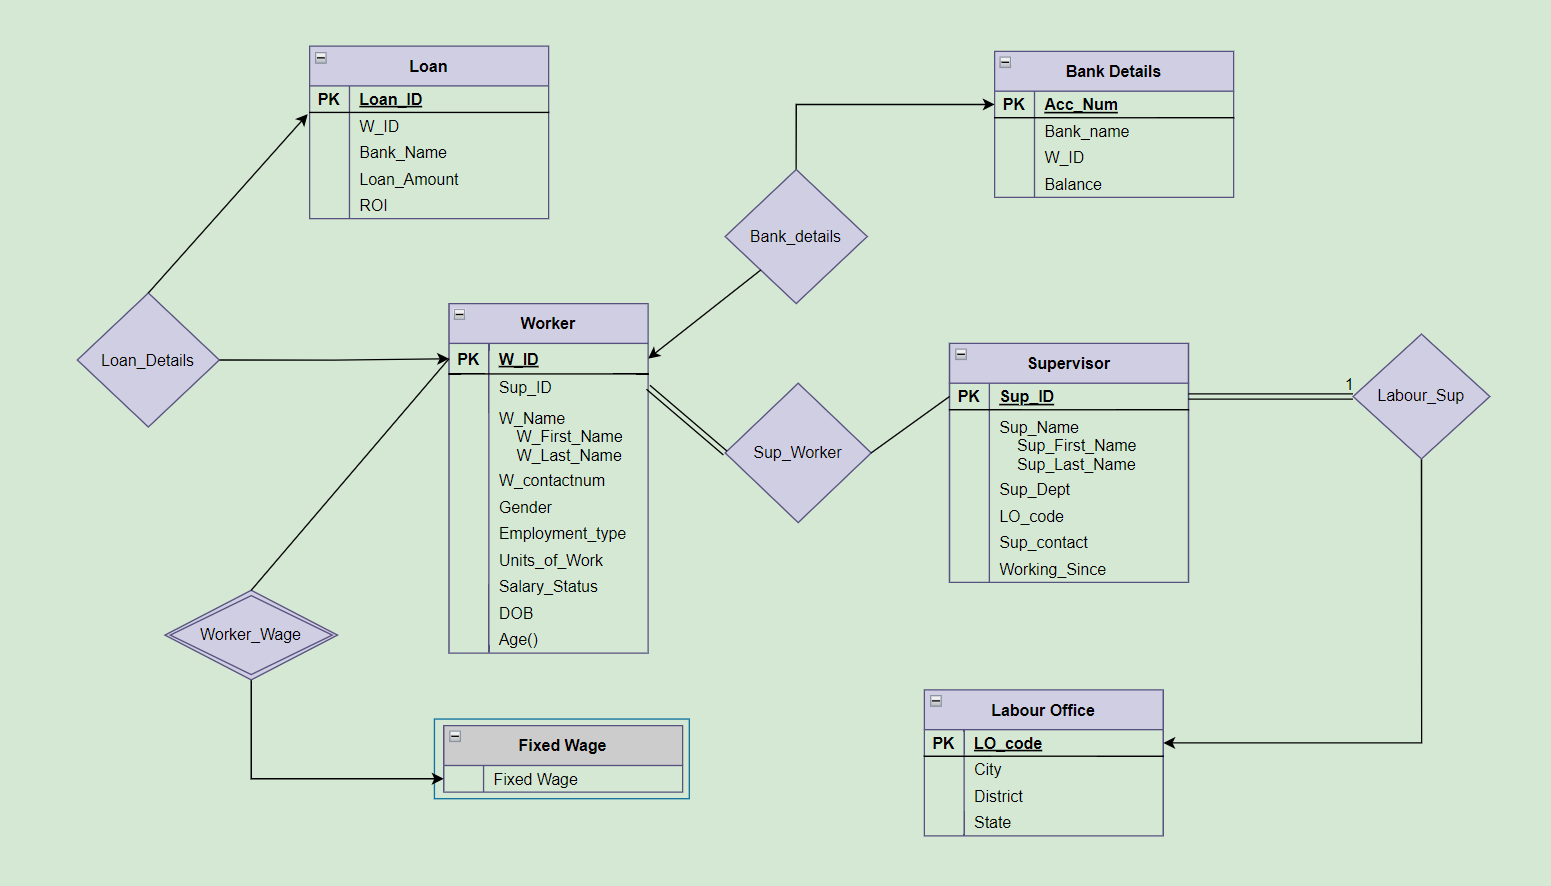 Loan
PK Loan_ID
W_ID
Bank_Name
Loan_Amount
ROI
Bank Details
PK Acc_Num
Bank_name
W_ID
Balance
Bank_details
Loan_Details
Worker
PK W_ID
Sup_ID
W_Name
W_First_Name
W_Last_Name
W_contactnum
Gender
Employment_type
Units_of_Work
Salary_Status
DOB
Age()
Sup_Worker
Supervisor
PK Sup_ID
Sup_Name
Sup_First_Name
Sup_Last_Name
Sup_Dept
LO_code
Sup_contact
Working_Since
1
Labour_Sup
Worker_Wage
Fixed Wage
Fixed Wage
Labour Office
PK LO_code
City
District
State